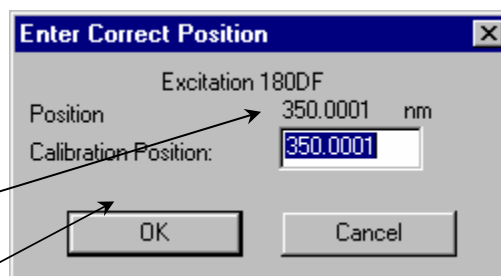 Enter Correct Position
Excitation 180DF
Position 350.0001 nm
Calibration Position: 350.0001
OK Cancel